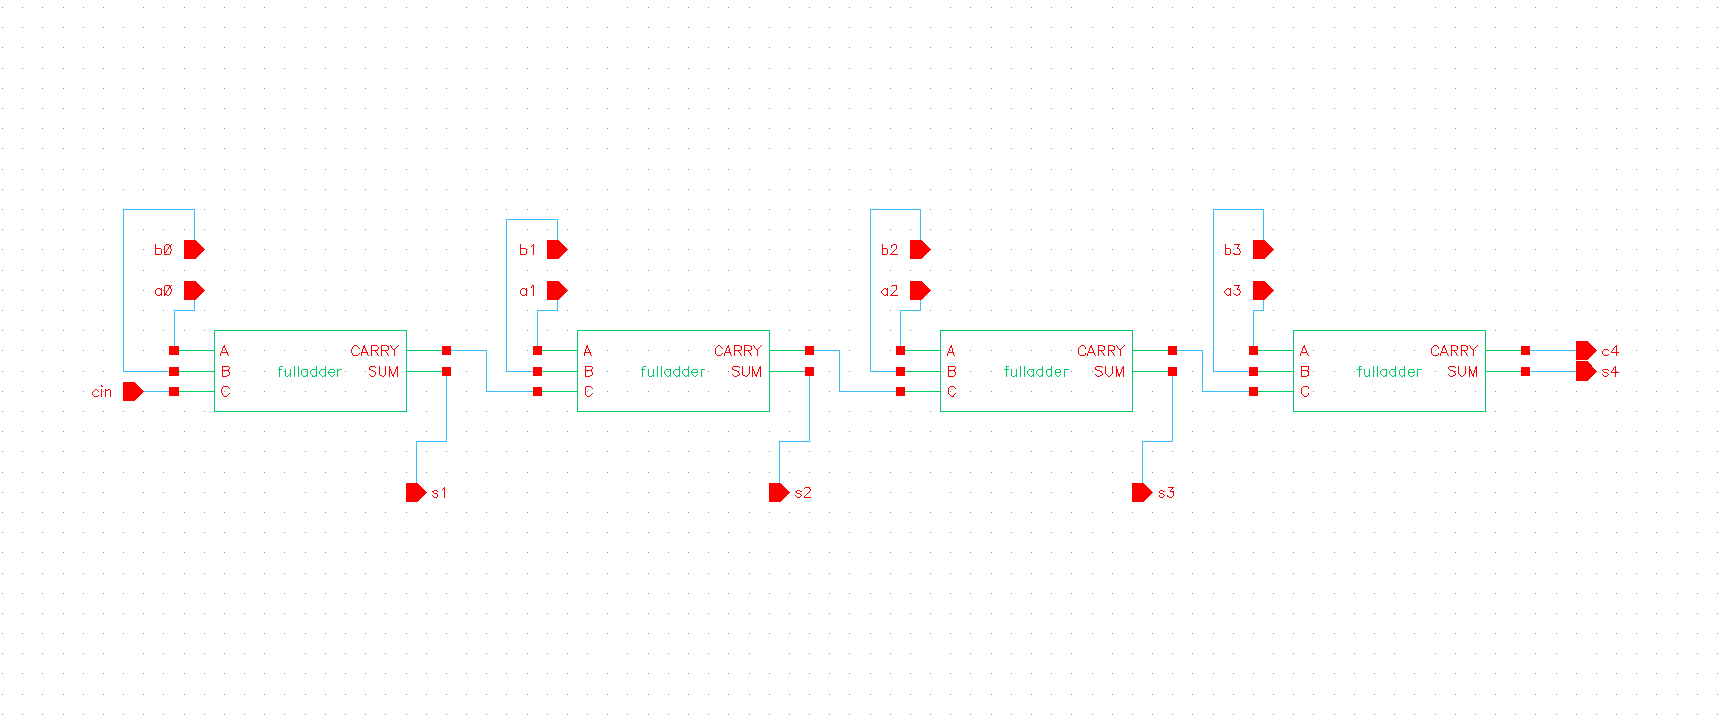 b0 b1 b2 b3
a0 a1 a2 a3
A CARRY A CARRY A CARRY A CARRY c4
B fulladder SUM B fulladder SUM B fulladder SUM B fulladder SUM s4
cin C C C C
s1 s2 s3